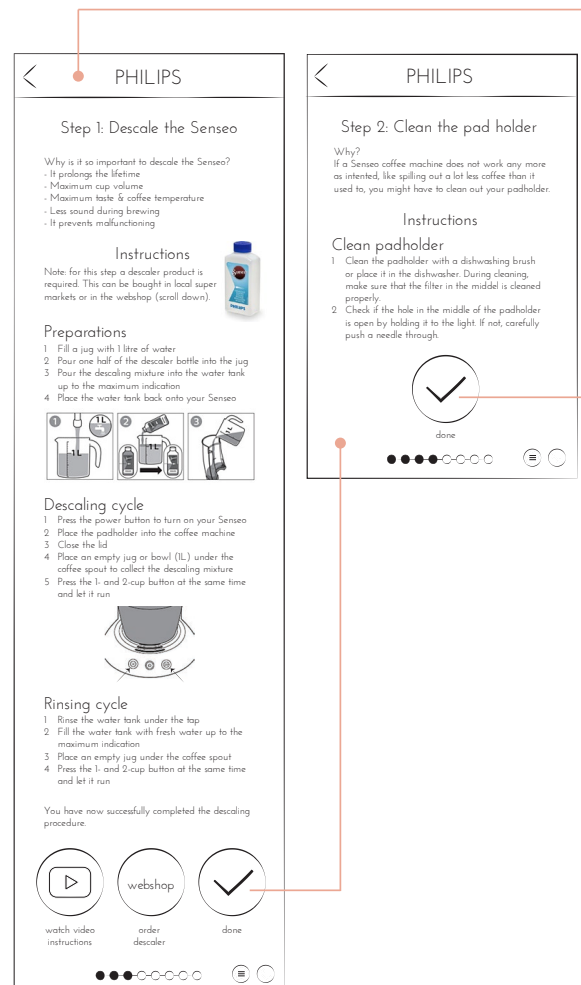 PHILIPS
Step 1: Descale the Senseo
Why is it so important to descale the Senseo?
- It prolongs the lifetime
- Maximum cup volume
- Maximum taste & coffee temperature
- Less sound during brewing
- It prevents malfunctioning
Instructions
Note: for this step a descaler product is
required. This can be bought in local super
markets or in the webshop (scroll down).
Preparations
1 Fill a jug with 1 litre of water
2 Pour one half of the descaler bottle into the jug
3 Pour the descaling mixture into the water tank
up to the maximum indication
4 Place the water tank back onto your Senseo
1 1L 1L
2 1L
3 1L
Descaling cycle
1 Press the power button to turn on your Senseo
2 Place the padholder into the coffee machine
3 Close the lid
4 Place an empty jug or bowl (1L) under the
coffee spout to collect the descaling mixture
5 Press the 1- and 2-cup button at the same time
and let it run
Rinsing cycle
1 Rinse the water tank under the tap
2 Fill the water tank with fresh water up to the
maximum indication
3 Place an empty jug under the coffee spout
4 Press the 1- and 2-cup button at the same time
and let it run
You have now successfully completed the descaling
procedure.
webshop
watch video
instructions
order
descaler
done
PHILIPS
Step 2: Clean the pad holder
Why?
If a Senseo coffee machine does not work any more
as intented, like spilling out a lot less coffee than it
used to, you might have to clean out your padholder.
Instructions
Clean padholder
1 Clean the padholder with a dishwashing brush
or place it in the dishwasher. During cleaning,
make sure that the filter in the middel is cleaned
properly.
2 Check if the hole in the middle of the padholder
is open by holding it to the light. If not, carefully
push a needle through.
done